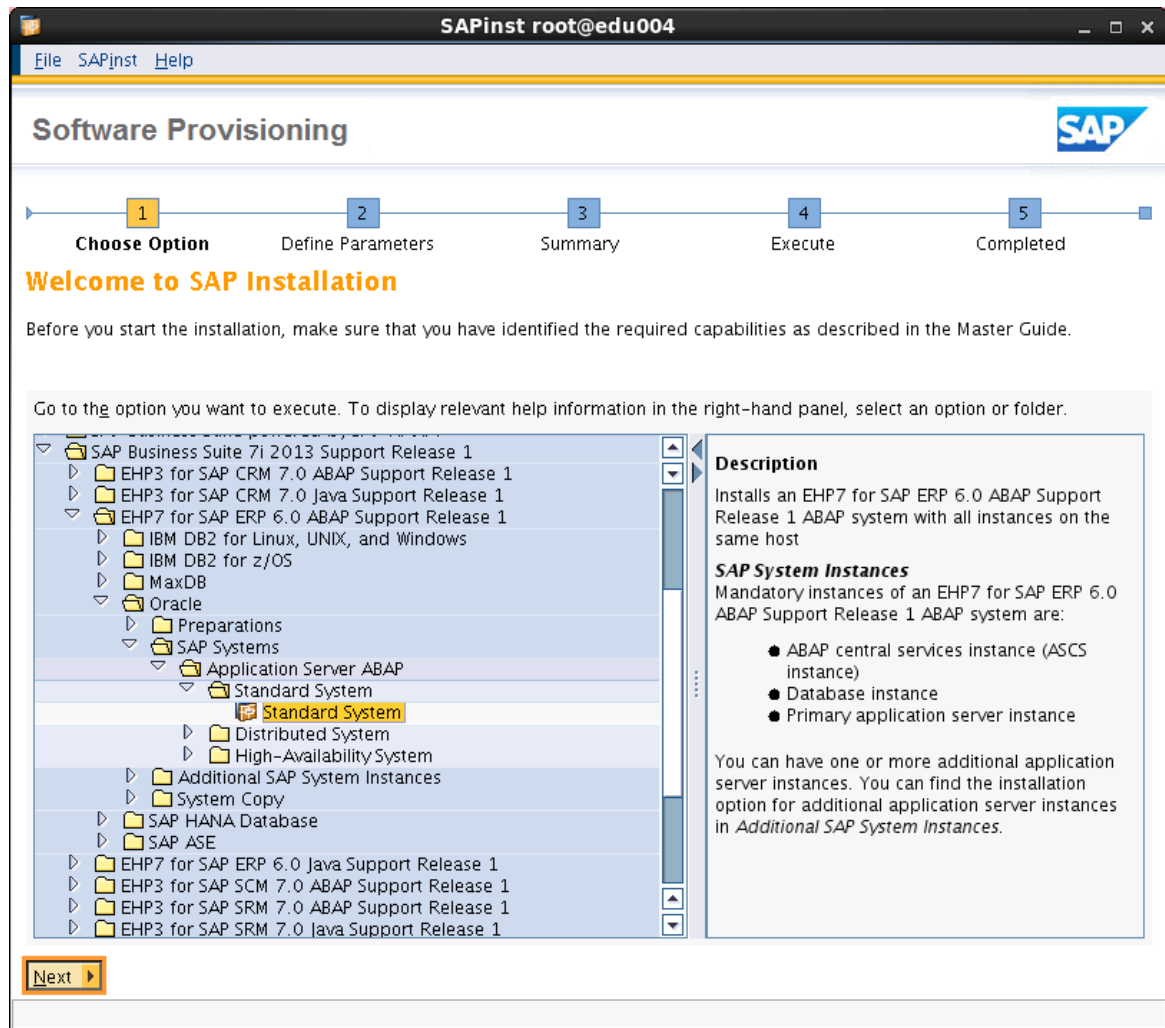 SAPinst root@edu004
File SAPinst Help
Software Provisioning
SAP
1 2 3 4 5
Choose Option Define Parameters Summary Execute Completed
Welcome to SAP Installation
Before you start the installation, make sure that you have identified the required capabilities as described in the Master Guide.
Go to the option you want to execute. To display relevant help information in the right-hand panel, select an option or folder.
SAP Business Suite 7i 2013 Support Release 1
EHP3 for SAP CRM 7.0 ABAP Support Release 1
EHP3 for SAP CRM 7.0 Java Support Release 1
EHP7 for SAP ERP 6.0 ABAP Support Release 1
IBM DB2 for Linux, UNIX, and Windows
IBM DB2 for z/OS
MaxDB
Oracle
Preparations
SAP Systems
Application Server ABAP
Standard System
Standard System
Distributed System
High-Availability System
Additional SAP System Instances
System Copy
SAP HANA Database
SAP ASE
EHP7 for SAP ERP 6.0 Java Support Release 1
EHP3 for SAP SCM 7.0 ABAP Support Release 1
EHP3 for SAP SRM 7.0 ABAP Support Release 1
EHP3 for SAP SRM 7.0 Java Support Release 1
Description
Installs an EHP7 for SAP ERP 6.0 ABAP Support
Release 1 ABAP system with all instances on the
same host
SAP System Instances
Mandatory instances of an EHP7 for SAP ERP 6.0
ABAP Support Release 1 ABAP system are:
ABAP central services instance (ASCS
instance)
Database instance
Primary application server instance
You can have one or more additional application
server instances. You can find the installation
option for additional application server instances
in Additional SAP System Instances.
Next